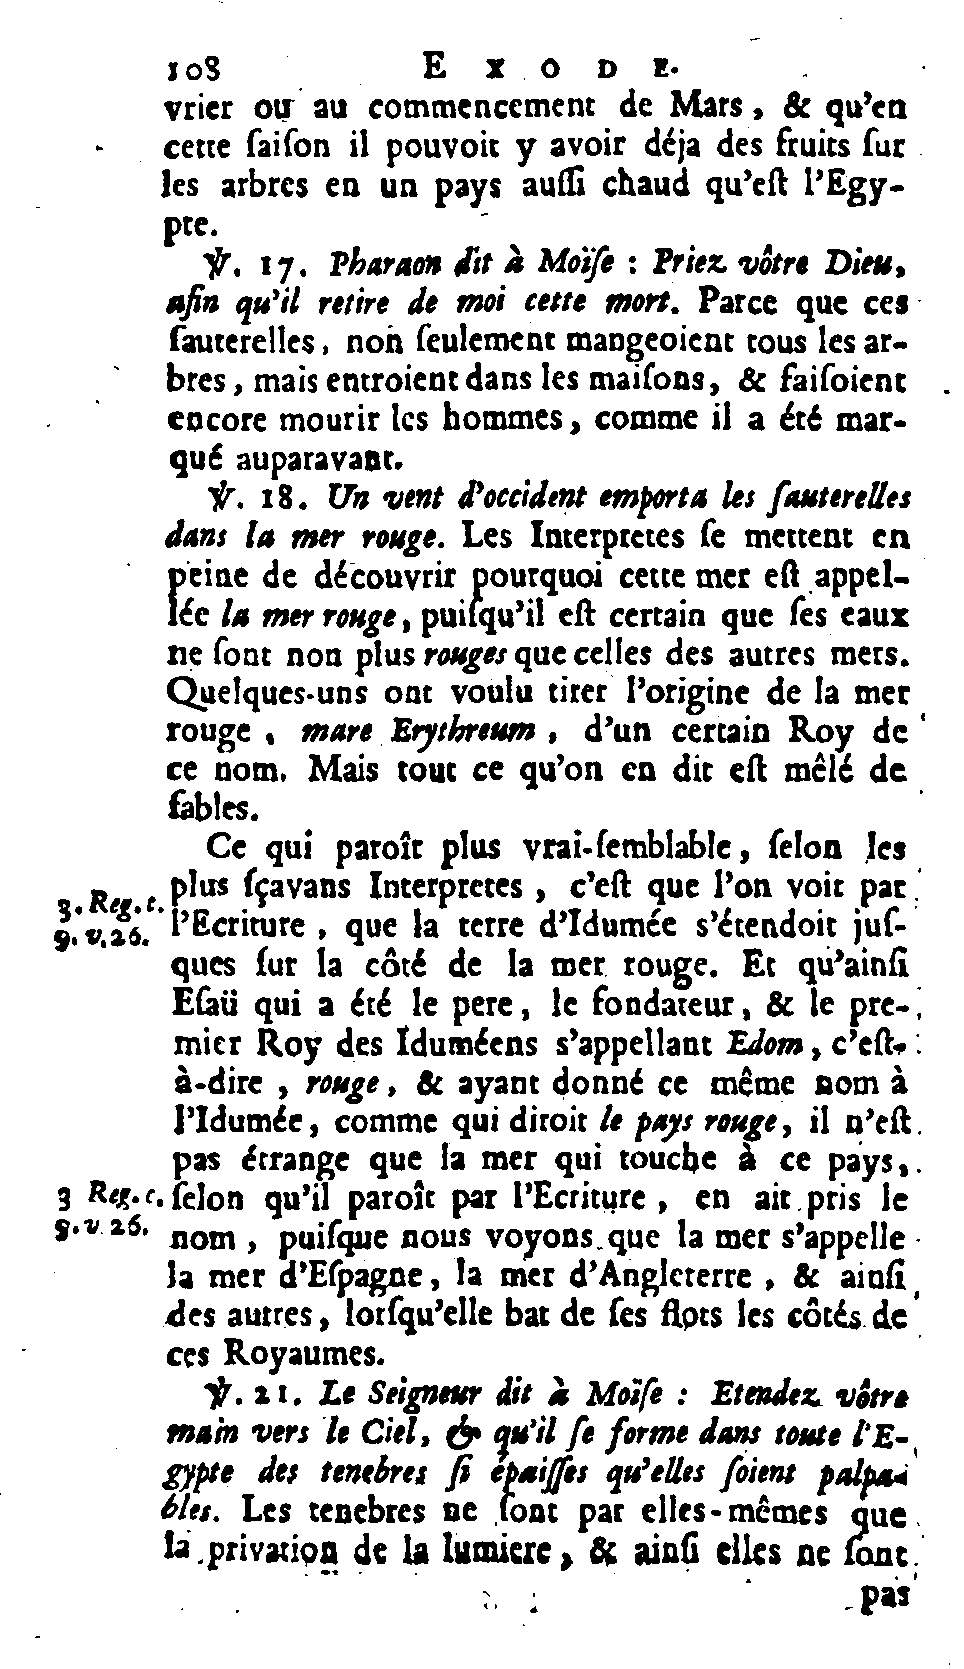 108 EXODE.
vrier ou au commencement de Mars, & qu'en
cette ſaiſon il pouvoit y avoir déja des fruits ſur
les arbres en un pays auſſi chaud qu'eſt l'Egy-
pte.
℣. 17. Pharaon dit à Moïſe : Priez vôtre Dieu,
afin qu'il retire de moi cette mort. Parce que ces
ſauterelles, non ſeulement mangeoient tous les ar-
bres, mais entroient dans les maiſons, & faiſoient
encore mourir les hommes, comme il a été mar-
qué auparavant.
℣. 18. Un vent d'occident emporta les ſauterelles
dans la mer rouge. Les Interpretes ſe mettent en
peine de découvrir pourquoi cette mer eſt appel-
lée la mer rouge, puiſqu'il eſt certain que ſes eaux
ne ſont non plus rouges que celles des autres mers.
Quelques-uns ont voulu tirer l'origine de la mer
rouge, mare Erythreum, d'un certain Roy de
ce nom. Mais tout ce qu'on en dit eſt mêlé de
fables.
Ce qui paroît plus vrai-ſemblable, ſelon les
plus ſçavans Interpretes, c'eſt que l'on voit par
3. Reg. c.
9. v. 26.
l'Ecriture, que la terre d'Idumée s'étendoit juſ-
ques ſur la côté de la mer rouge. Et qu'ainſi
Eſaü qui a été le pere, le fondateur, & le pre-
mier Roy des Iduméens s'appellant Edom, c'eſt-
à-dire, rouge, & ayant donné ce même nom à
l'Idumée, comme qui diroit le pays rouge, il n'eſt
pas étrange que la mer qui touche à ce pays,
3 Reg. c.
9. v. 26.
ſelon qu'il paroît par l'Ecriture, en ait pris le
nom, puiſque nous voyons que la mer s'appelle
la mer d'Eſpagne, la mer d'Angleterre, & ainſi
des autres, lorſqu'elle bat de ſes flots les côtés de
ces Royaumes.
℣. 21. Le Seigneur dit à Moïſe : Etendez vôtre
main vers le Ciel, & qu'il ſe forme dans toute l'E-
gypte des tenebres ſi épaiſſes qu'elles ſoient palpa-
bles. Les tenebres ne ſont par elles-mêmes que
la privation de la lumiere, & ainſi elles ne ſont
pas